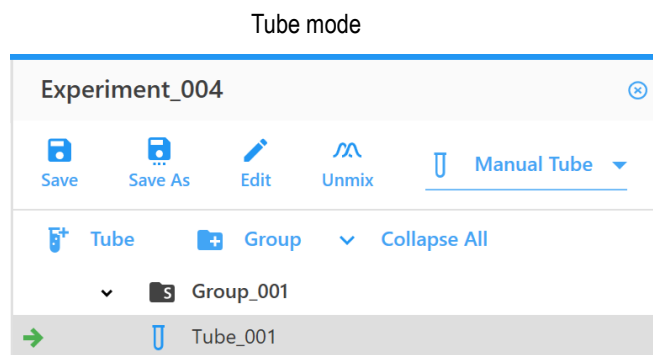 Tube mode
Experiment_004
Save Save As Edit Unmix Manual Tube
Tube Group Collapse All
S Group_001
Tube_001